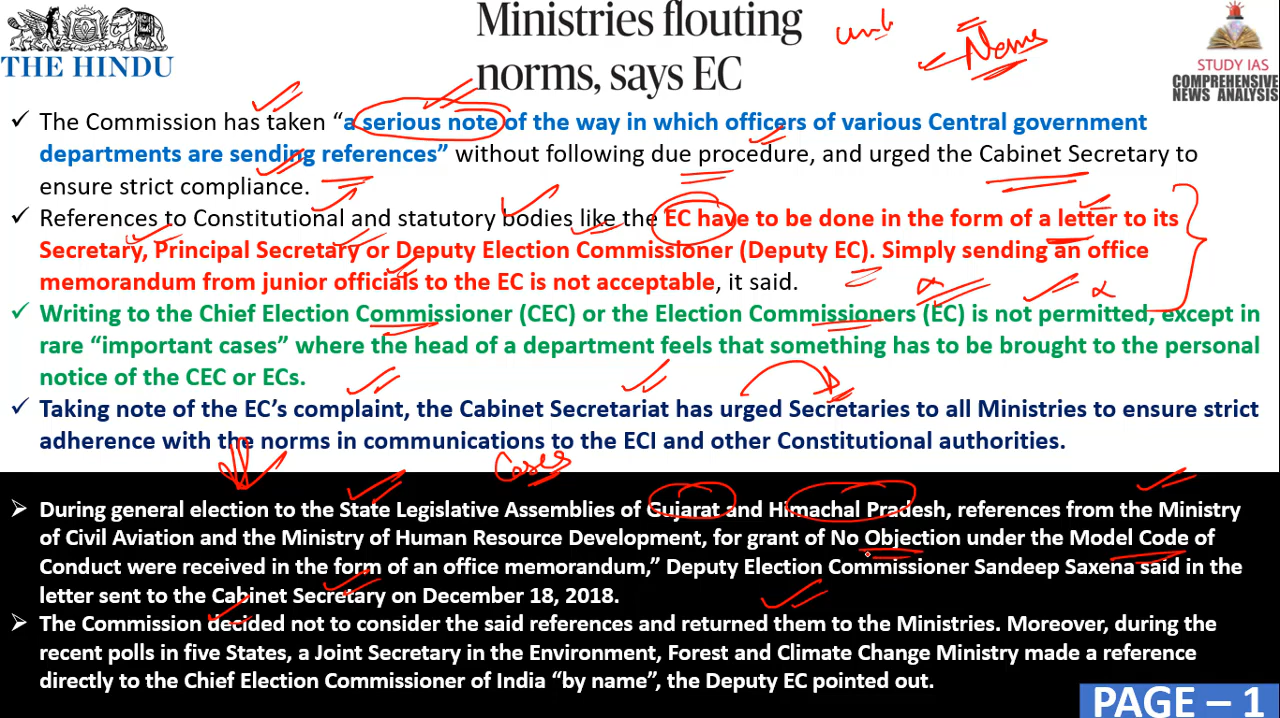 Ministries flouting
norms, says EC
THE HINDU
Norms
STUDY IAS
COMPREHENSIVE
NEWS ANALYSIS
✓ The Commission has taken “a serious note of the way in which officers of various Central government
departments are sending references” without following due procedure, and urged the Cabinet Secretary to
ensure strict compliance.
✓ References to Constitutional and statutory bodies like the EC have to be done in the form of a letter to its
Secretary, Principal Secretary or Deputy Election Commissioner (Deputy EC). Simply sending an office
memorandum from junior officials to the EC is not acceptable, it said.
✓ Writing to the Chief Election Commissioner (CEC) or the Election Commissioners (EC) is not permitted, except in
rare “important cases” where the head of a department feels that something has to be brought to the personal
notice of the CEC or ECs.
✓ Taking note of the EC’s complaint, the Cabinet Secretariat has urged Secretaries to all Ministries to ensure strict
adherence with the norms in communications to the ECI and other Constitutional authorities.
Cases
➢ During general election to the State Legislative Assemblies of Gujarat and Himachal Pradesh, references from the Ministry
of Civil Aviation and the Ministry of Human Resource Development, for grant of No Objection under the Model Code of
Conduct were received in the form of an office memorandum,” Deputy Election Commissioner Sandeep Saxena said in the
letter sent to the Cabinet Secretary on December 18, 2018.
➢ The Commission decided not to consider the said references and returned them to the Ministries. Moreover, during the
recent polls in five States, a Joint Secretary in the Environment, Forest and Climate Change Ministry made a reference
directly to the Chief Election Commissioner of India “by name”, the Deputy EC pointed out.
PAGE – 1